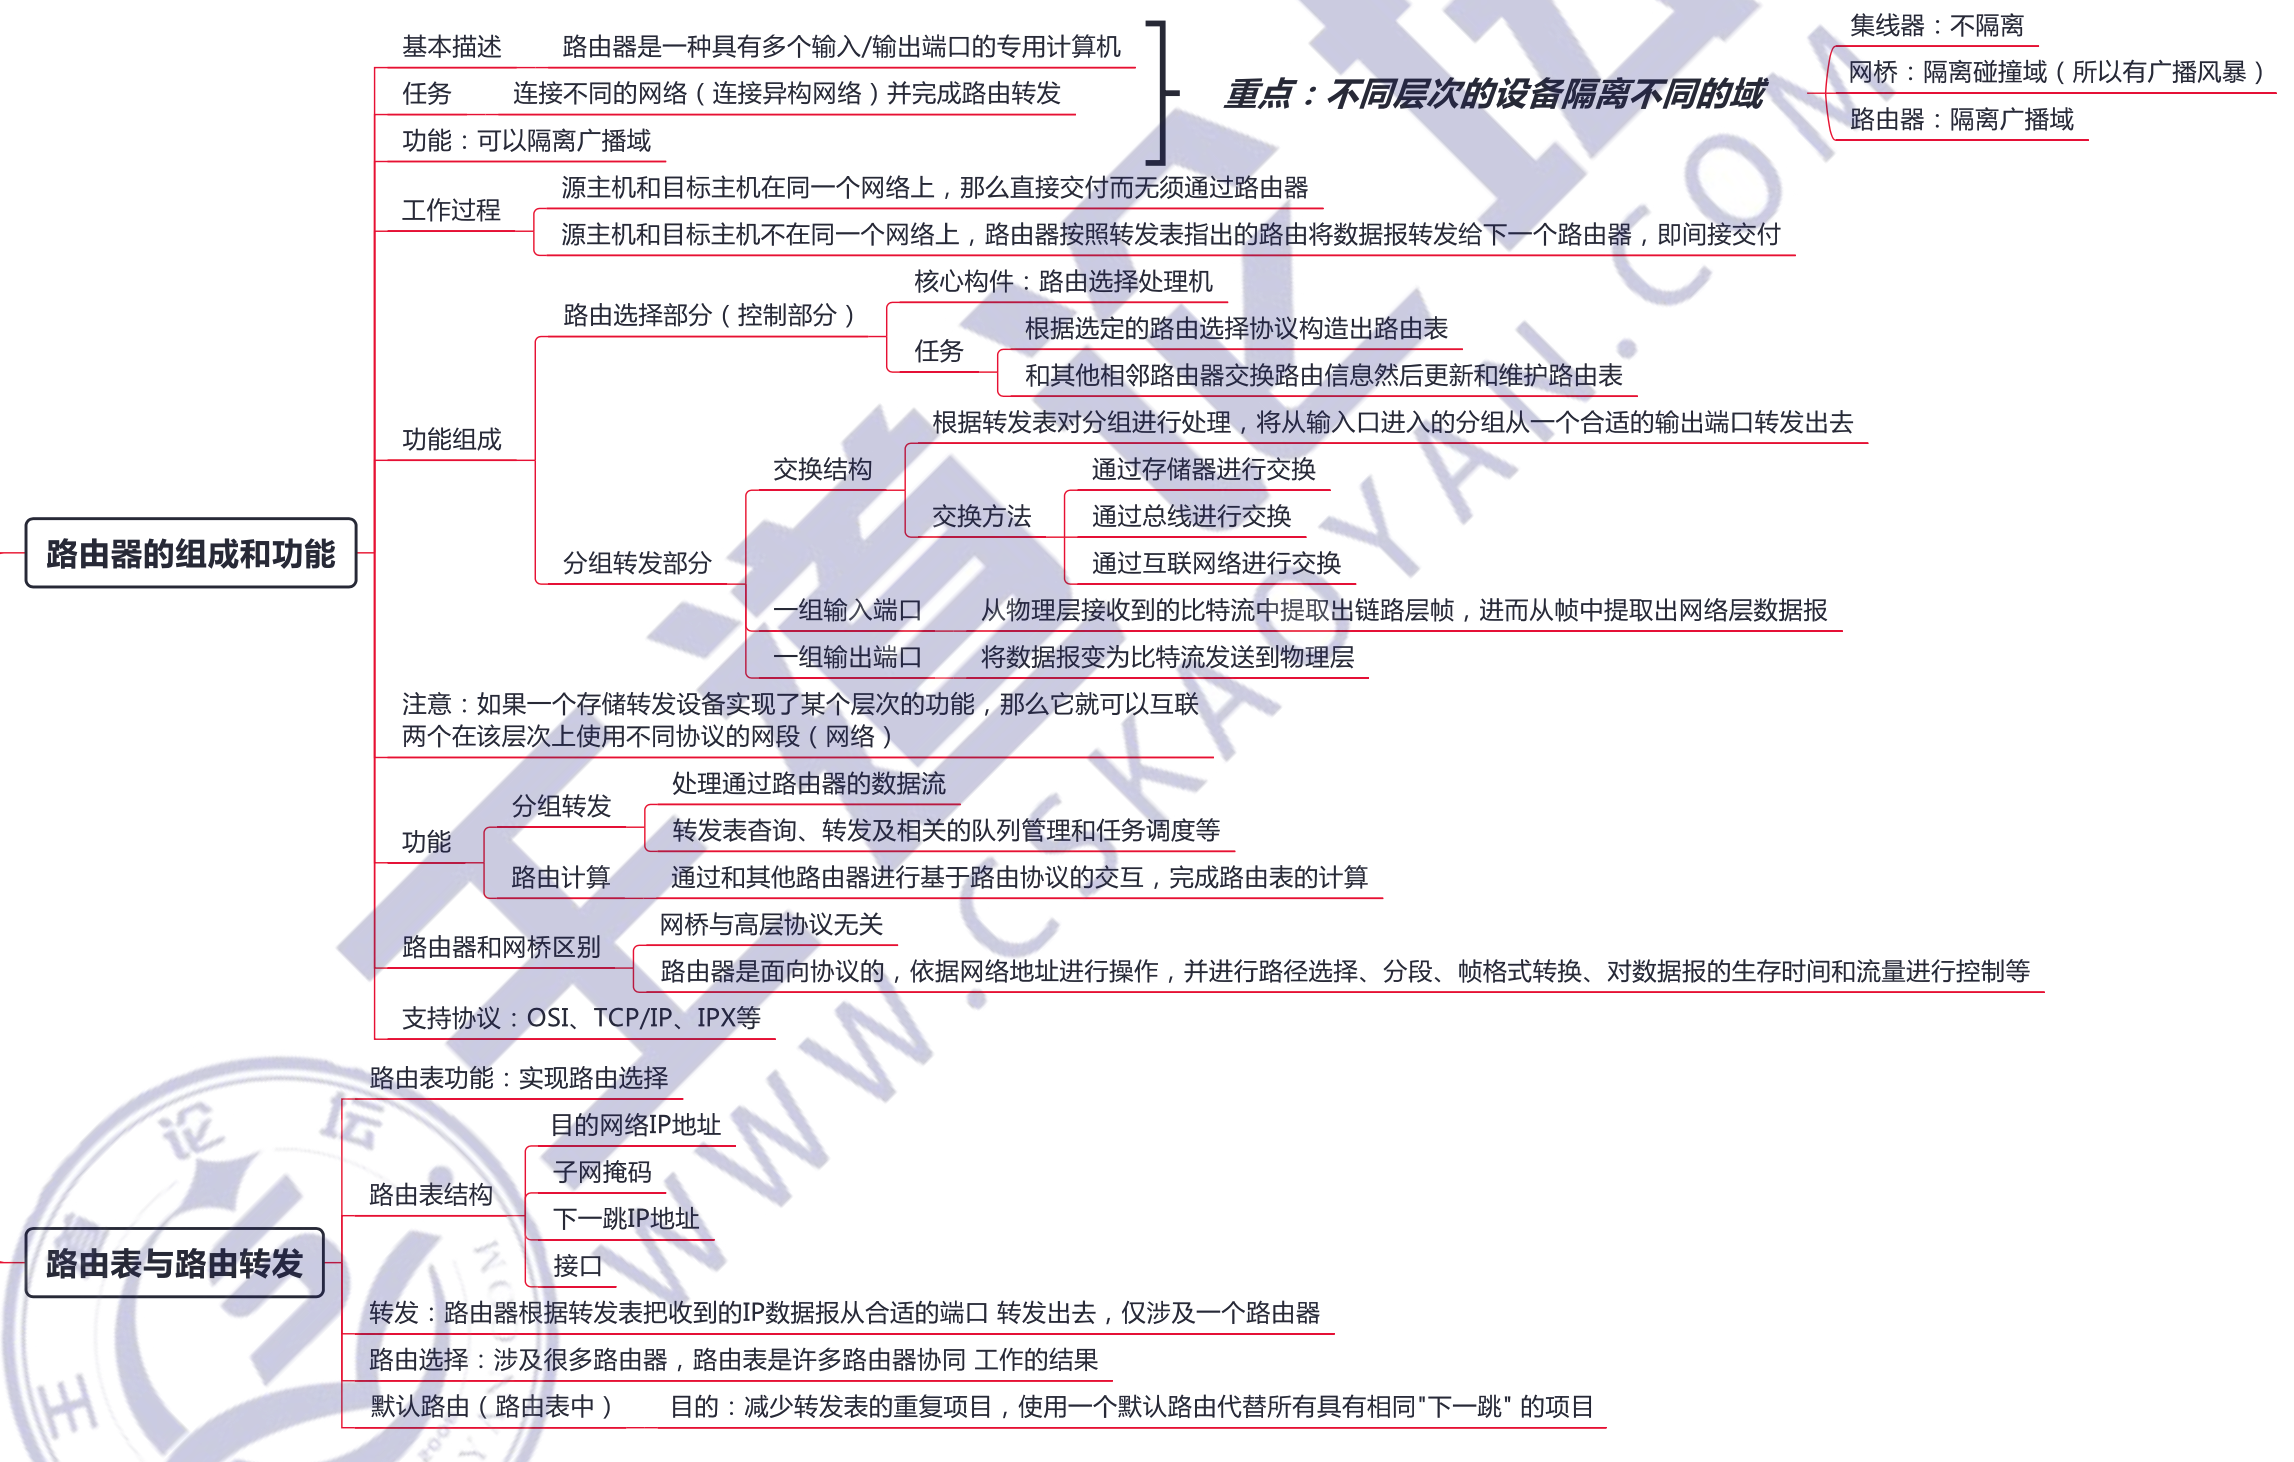 基本描述
路由器是一种具有多个输入/输出端口的专用计算机
任务
连接不同的网络（连接异构网络）并完成路由转发
功能：可以隔离广播域
重点：不同层次的设备隔离不同的域
集线器：不隔离
网桥：隔离碰撞域（所以有广播风暴）
路由器：隔离广播域
工作过程
源主机和目标主机在同一个网络上，那么直接交付而无须通过路由器
源主机和目标主机不在同一个网络上，路由器按照转发表指出的路由将数据报转发给下一个路由器，即间接交付
路由器的组成和功能
功能组成
路由选择部分（控制部分）
核心构件：路由选择处理机
任务
根据选定的路由选择协议构造出路由表
和其他相邻路由器交换路由信息然后更新和维护路由表
分组转发部分
交换结构
根据转发表对分组进行处理，将从输入口进入的分组从一个合适的输出端口转发出去
交换方法
通过存储器进行交换
通过总线进行交换
通过互联网络进行交换
一组输入端口
从物理层接收到的比特流中提取出链路层帧，进而从帧中提取出网络层数据报
一组输出端口
将数据报变为比特流发送到物理层
注意：如果一个存储转发设备实现了某个层次的功能，那么它就可以互联
两个在该层次上使用不同协议的网段（网络）
功能
分组转发
处理通过路由器的数据流
转发表查询、转发及相关的队列管理和任务调度等
路由计算
通过和其他路由器进行基于路由协议的交互，完成路由表的计算
路由器和网桥区别
网桥与高层协议无关
路由器是面向协议的，依据网络地址进行操作，并进行路径选择、分段、帧格式转换、对数据报的生存时间和流量进行控制等
支持协议：OSI、TCP/IP、IPX等
路由表与路由转发
路由表功能：实现路由选择
路由表结构
目的网络IP地址
子网掩码
下一跳IP地址
接口
转发：路由器根据转发表把收到的IP数据报从合适的端口 转发出去，仅涉及一个路由器
路由选择：涉及很多路由器，路由表是许多路由器协同 工作的结果
默认路由（路由表中）
目的：减少转发表的重复项目，使用一个默认路由代替所有具有相同"下一跳" 的项目
王道论坛
WWW.CSKAOYAN.COM